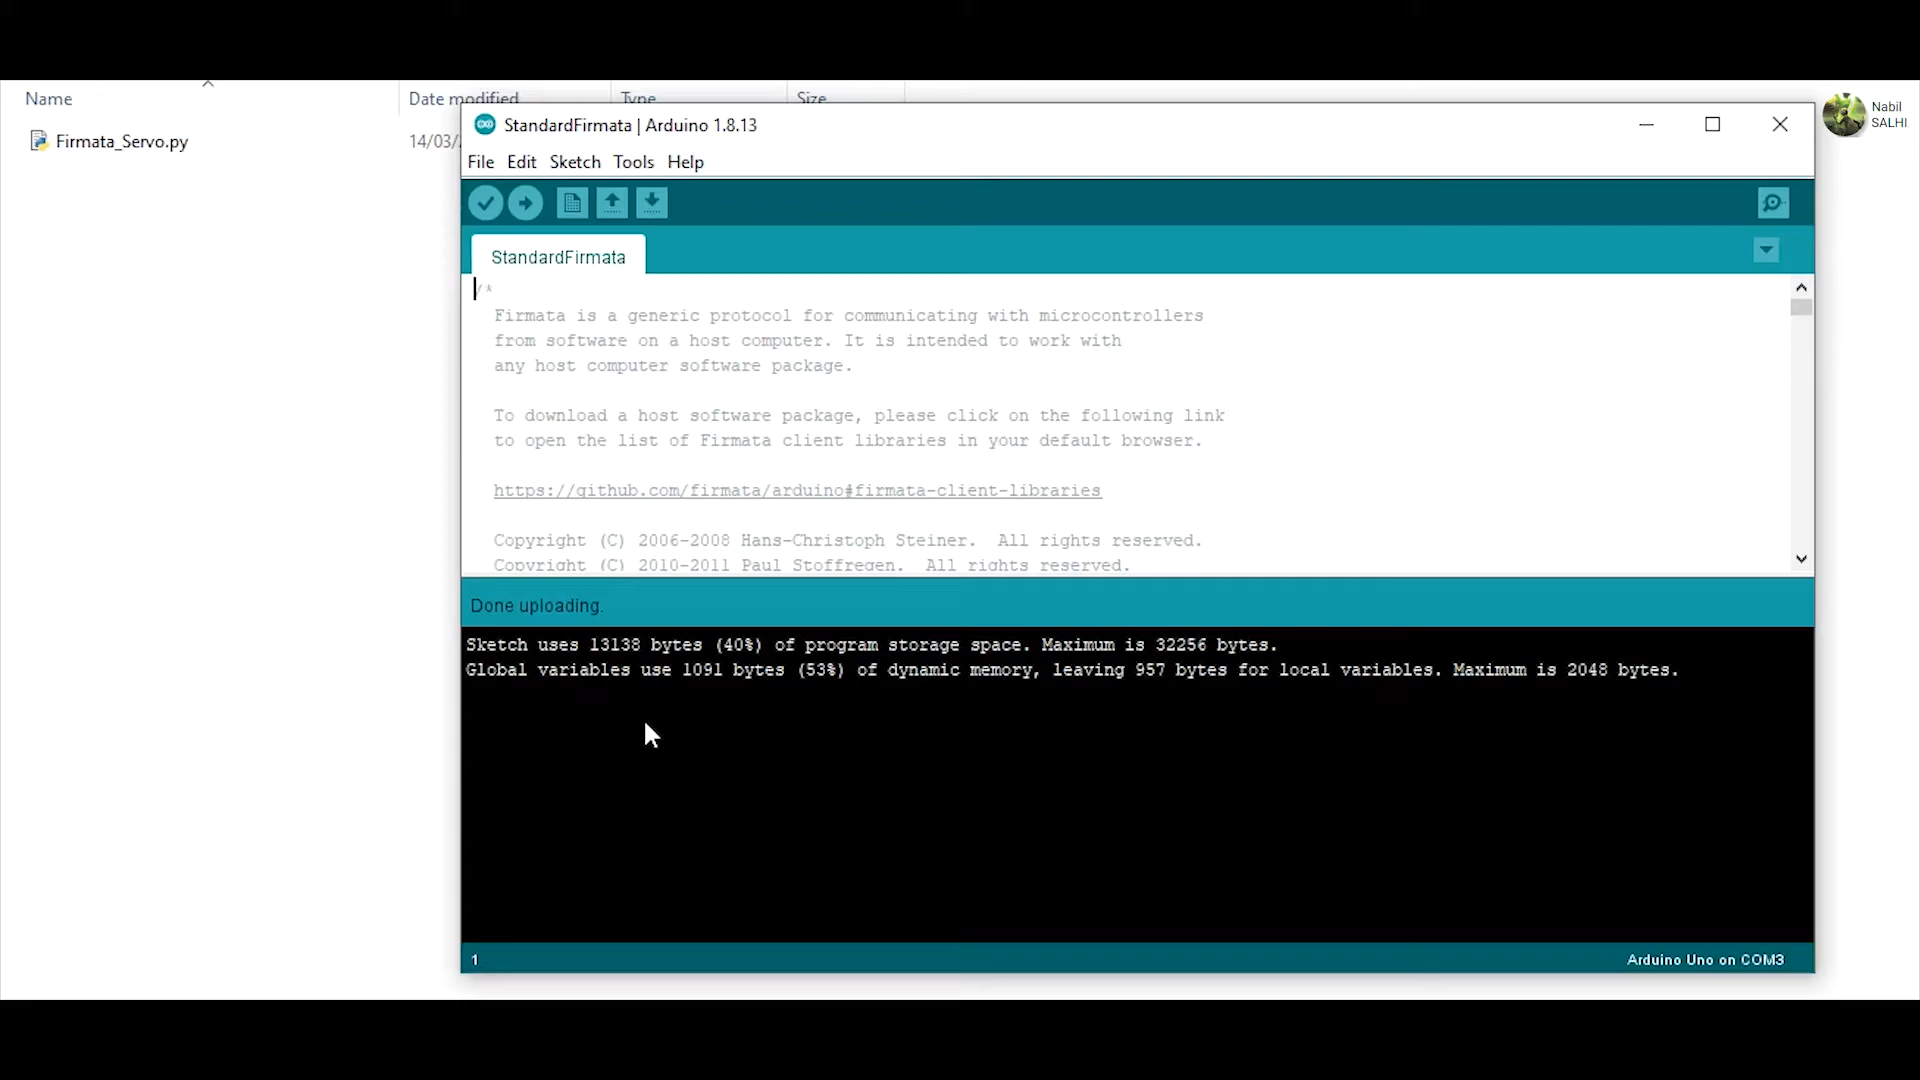 Name
Date modified
Type
Size
Firmata_Servo.py
14/03/
Nabil
SALHI
StandardFirmata | Arduino 1.8.13
File Edit Sketch Tools Help
StandardFirmata
/*
Firmata is a generic protocol for communicating with microcontrollers
from software on a host computer. It is intended to work with
any host computer software package.
To download a host software package, please click on the following link
to open the list of Firmata client libraries in your default browser.
https://github.com/firmata/arduino#firmata-client-libraries
Copyright (C) 2006-2008 Hans-Christoph Steiner.  All rights reserved.
Copyright (C) 2010-2011 Paul Stoffregen.  All rights reserved.
Done uploading.
Sketch uses 13138 bytes (40%) of program storage space. Maximum is 32256 bytes.
Global variables use 1091 bytes (53%) of dynamic memory, leaving 957 bytes for local variables. Maximum is 2048 bytes.
1
Arduino Uno on COM3